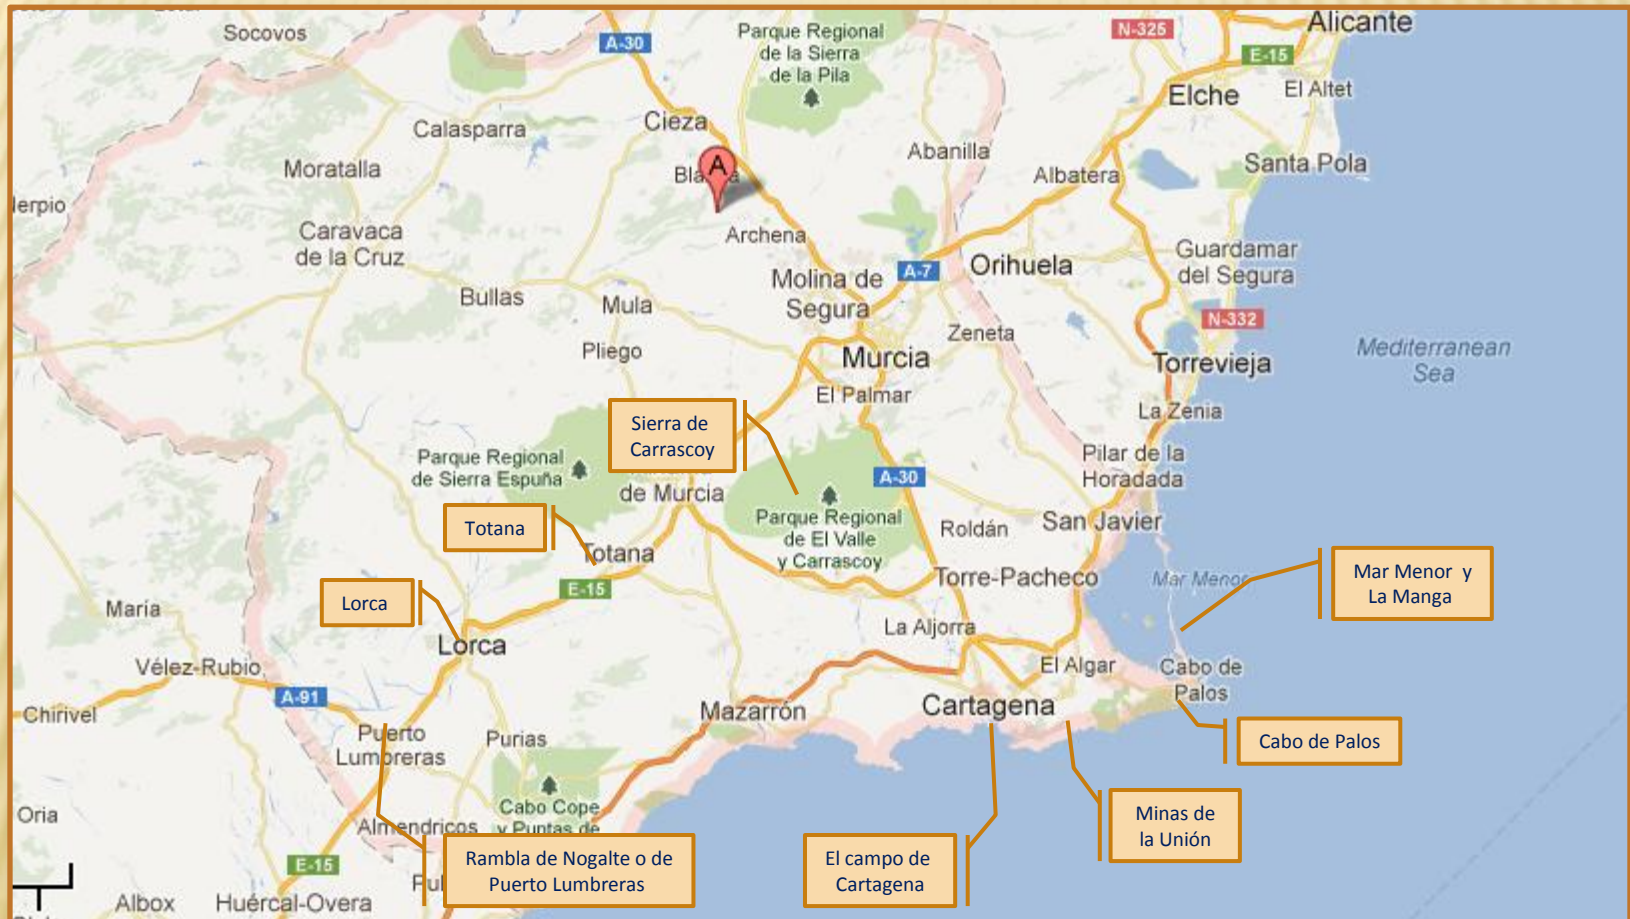 Socovos
A-30
Parque Regional
de la Sierra
de la Pila
N-325
Alicante
E-15
El Altet
Elche
Cieza
Calasparra
Moratalla
Abanilla
Albatera
Santa Pola
A
Archena
Caravaca
de la Cruz
Bullas
Mula
Molina de
Segura
A-7
Orihuela
Guardamar
del Segura
N-332
Zeneta
Pliego
Murcia
Torrevieja
Mediterranean
Sea
El Palmar
La Zenia
Sierra de
Carrascoy
Parque Regional
de Sierra Espuña
de Murcia
A-30
Pilar de la
Horadada
Parque Regional
de El Valle
y Carrascoy
Roldán
San Javier
Totana
Totana
E-15
Torre-Pacheco
Mar Menor
Mar Menor y
La Manga
Lorca
Lorca
María
La Aljorra
Vélez-Rubio
El Algar
Cabo de
Palos
A-91
Chirivel
Mazarrón
Cartagena
Cabo de Palos
Puerto
Lumbreras
Purias
Cabo Cope
y Puntas de
Oria
Almendricos
Minas de
la Unión
E-15
Rambla de Nogalte o de
Puerto Lumbreras
El campo de
Cartagena
Albox
Huércal-Overa